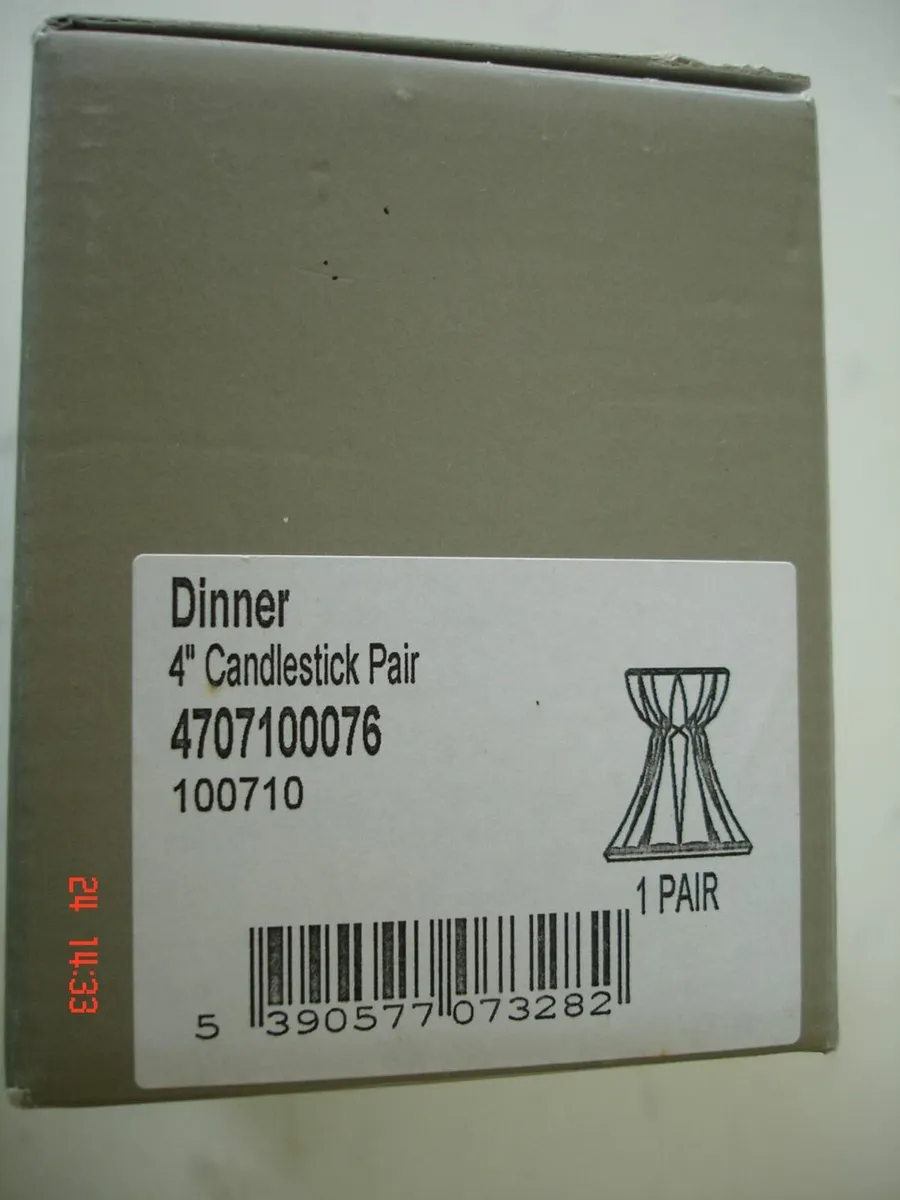 Dinner
4" Candlestick Pair
4707100076
100710
1 PAIR
5 390577 073282
24 14:33